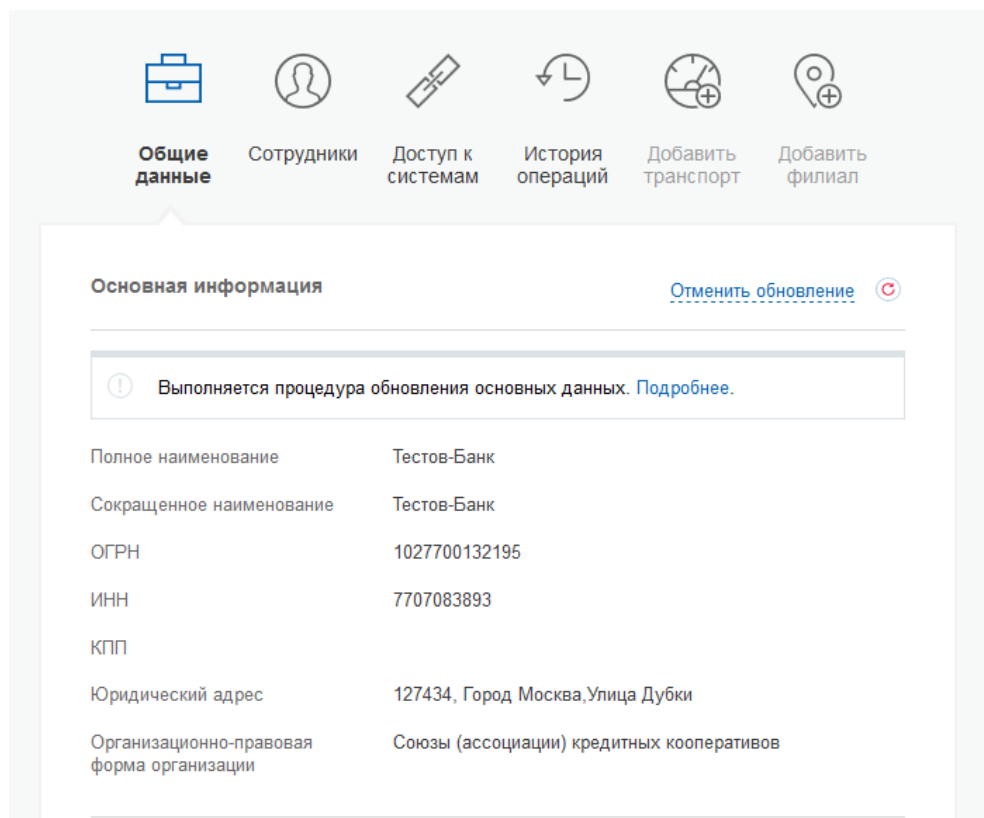 Общие данные
Сотрудники
Доступ к системам
История операций
Добавить транспорт
Добавить филиал
Основная информация
Отменить обновление
Выполняется процедура обновления основных данных. Подробнее.
Полное наименование Тестов-Банк
Сокращенное наименование Тестов-Банк
ОГРН 1027700132195
ИНН 7707083893
КПП
Юридический адрес 127434, Город Москва,Улица Дубки
Организационно-правовая Союзы (ассоциации) кредитных кооперативов
форма организации